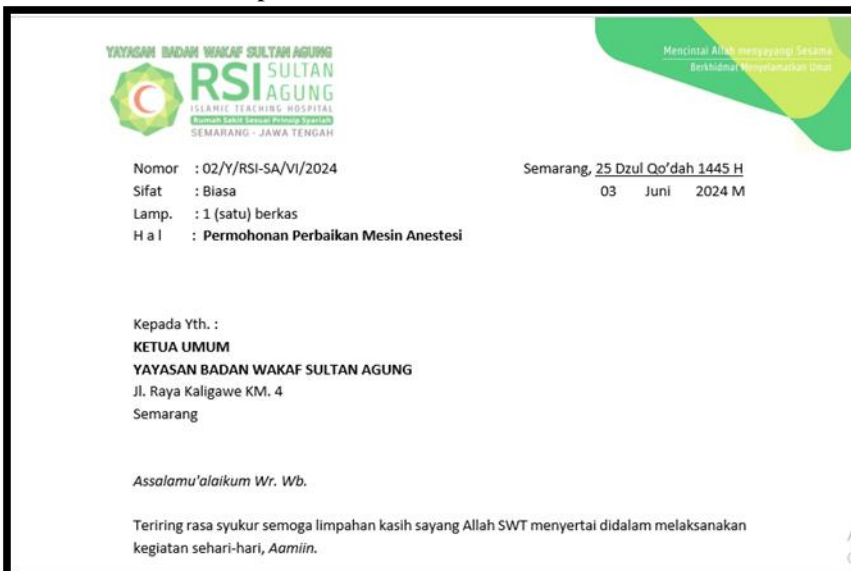 YAYASAN BADAN WAKAF SULTAN AGUNG
RSI SULTAN AGUNG
ISLAMIC TEACHING HOSPITAL
Rumah Sakit Sesuai Prinsip Syariah
SEMARANG - JAWA TENGAH
Mencintai Allah menyayangi Sesama
Berkhidmat Menyelamatkan Umat
Nomor : 02/Y/RSI-SA/VI/2024
Semarang, 25 Dzul Qo'dah 1445 H
Sifat : Biasa
03 Juni 2024 M
Lamp. : 1 (satu) berkas
H a l : Permohonan Perbaikan Mesin Anestesi
Kepada Yth. :
KETUA UMUM
YAYASAN BADAN WAKAF SULTAN AGUNG
Jl. Raya Kaligawe KM. 4
Semarang
Assalamu'alaikum Wr. Wb.
Teriring rasa syukur semoga limpahan kasih sayang Allah SWT menyertai didalam melaksanakan
kegiatan sehari-hari, Aamiin.